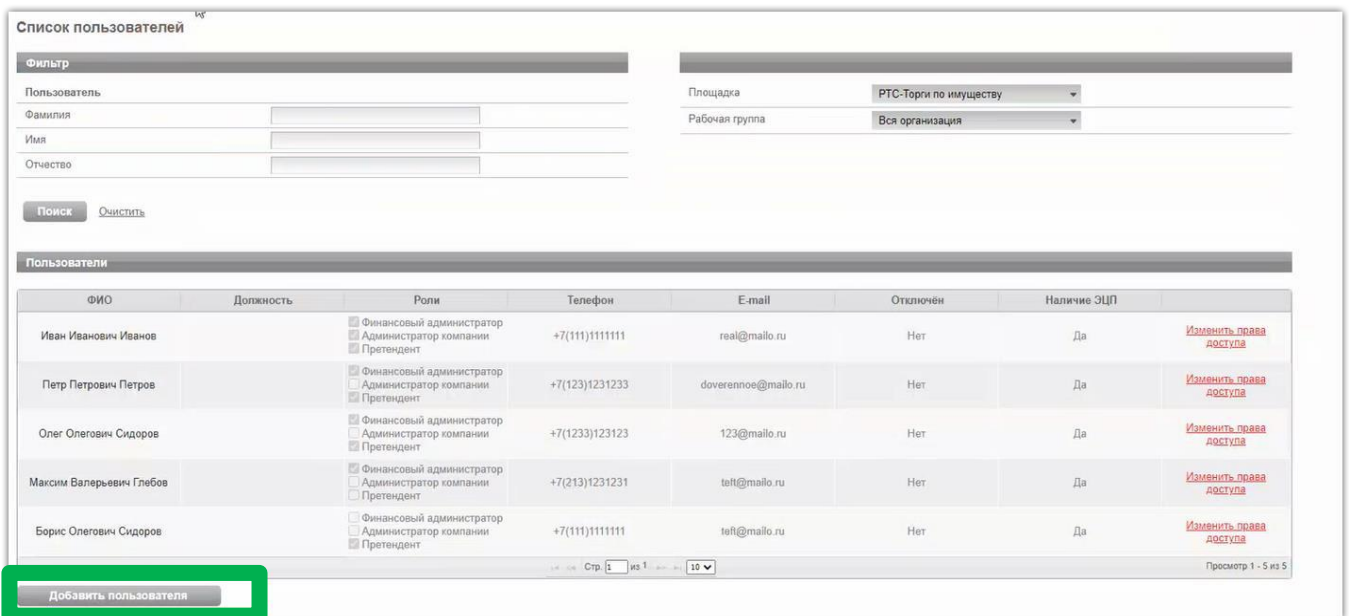 Список пользователей
Фильтр
Пользователь
Фамилия
Имя
Отчество
Площадка РТС-Торги по имуществу
Рабочая группа Вся организация
Поиск Очистить
Пользователи
ФИО Должность Роли Телефон E-mail Отключён Наличие ЭЦП
Финансовый администратор
Иван Иванович Иванов Администратор компании +7(111)1111111 real@mailo.ru Нет Да Изменить права доступа
Претендент
Финансовый администратор
Петр Петрович Петров Администратор компании +7(123)1231233 doverennoe@mailo.ru Нет Да Изменить права доступа
Претендент
Финансовый администратор
Олег Олегович Сидоров Администратор компании +7(1233)123123 123@mailo.ru Нет Да Изменить права доступа
Претендент
Финансовый администратор
Максим Валерьевич Глебов Администратор компании +7(213)1231231 teft@mailo.ru Нет Да Изменить права доступа
Претендент
Финансовый администратор
Борис Олегович Сидоров Администратор компании +7(111)1111111 teft@mailo.ru Нет Да Изменить права доступа
Претендент
Стр. 1 из 1 10 Просмотр 1 - 5 из 5
Добавить пользователя